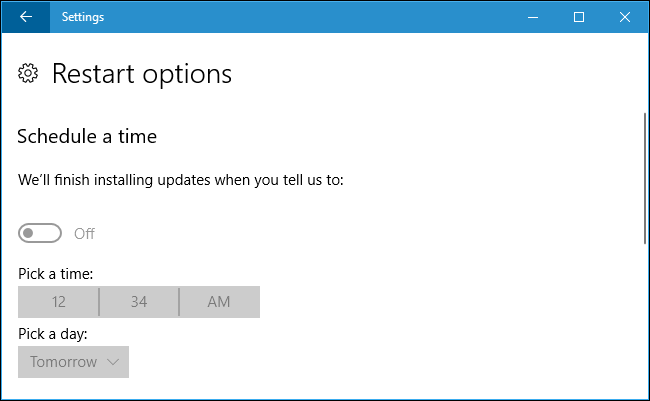 Settings
Restart options
Schedule a time
We'll finish installing updates when you tell us to:
Off
Pick a time:
12 34 AM
Pick a day:
Tomorrow